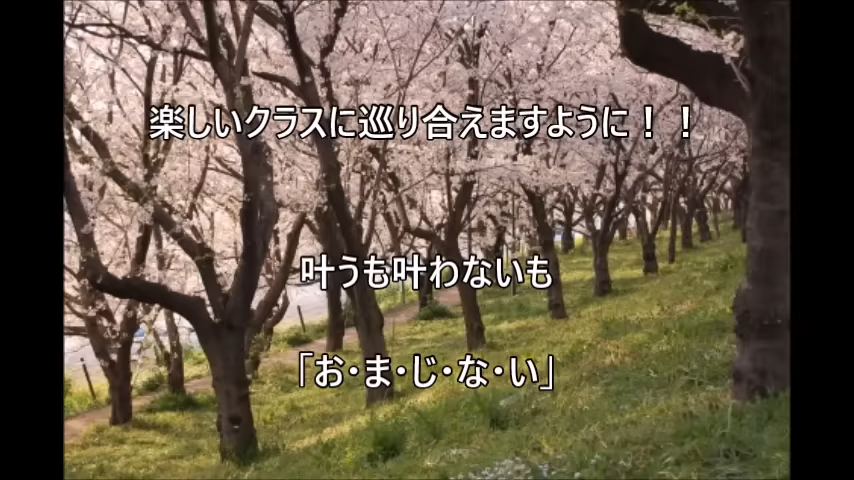 楽しいクラスに巡り合えますように！！
叶うも叶わないも
「お・ま・じ・な・い」